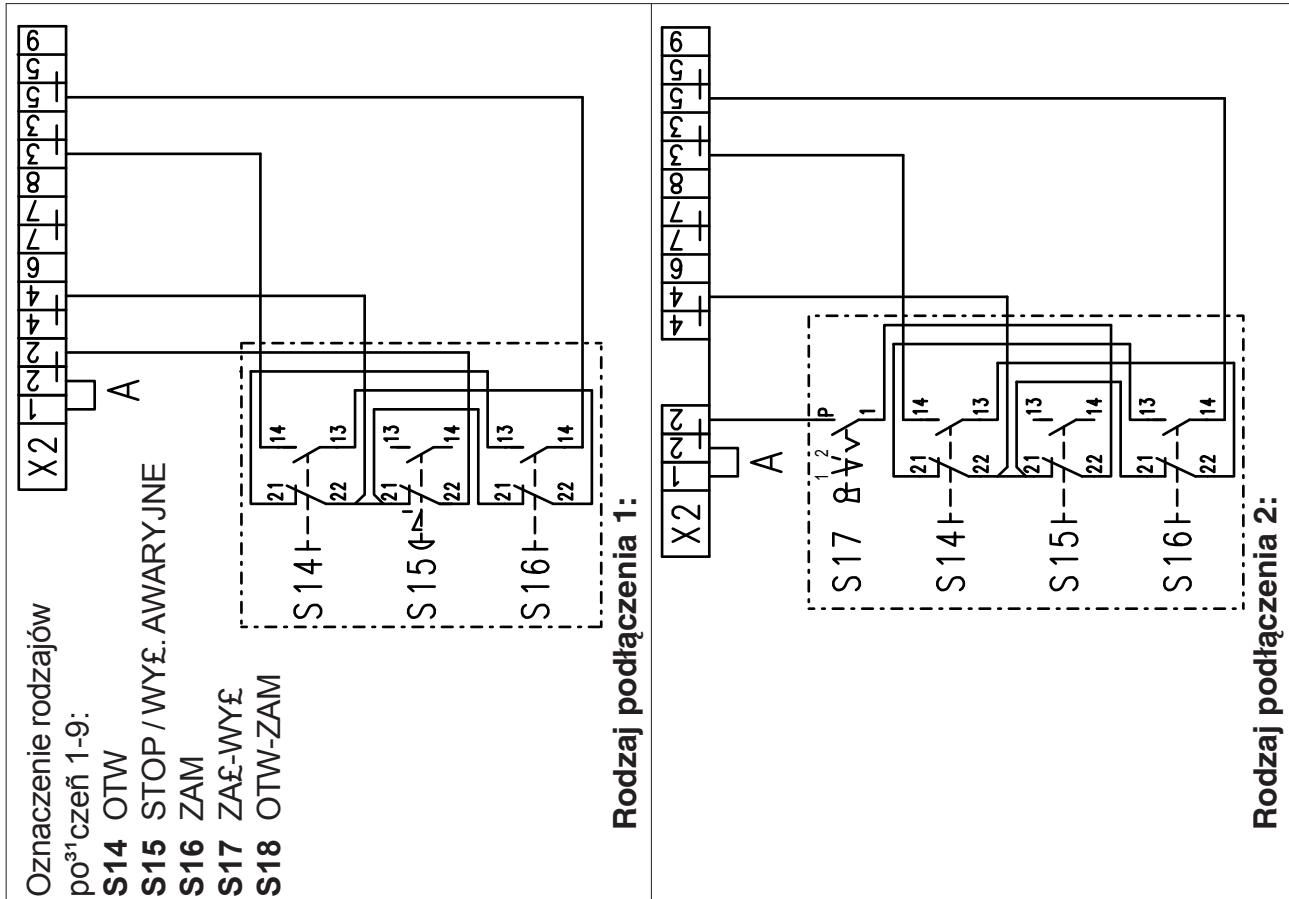 Oznaczenie rodzajów
po³¹czeñ 1-9:
S14 OTW
S15 STOP / WY£. AWARYJNE
S16 ZAM
S17 ZA£-WY£
S18 OTW-ZAM
X2 1 2 2 4 4 6 7 7 8 3 3 5 5 9
A
S14 21 22 14 13
S15 21 22 13 14
S16 21 22 13 14
Rodzaj podłączenia 1:
X2 1 2 2 4 4 6 7 7 8 3 3 5 5 9
A
S17 1 2 P 1
S14 21 22 14 13
S15 21 22 13 14
S16 21 22 13 14
Rodzaj podłączenia 2: